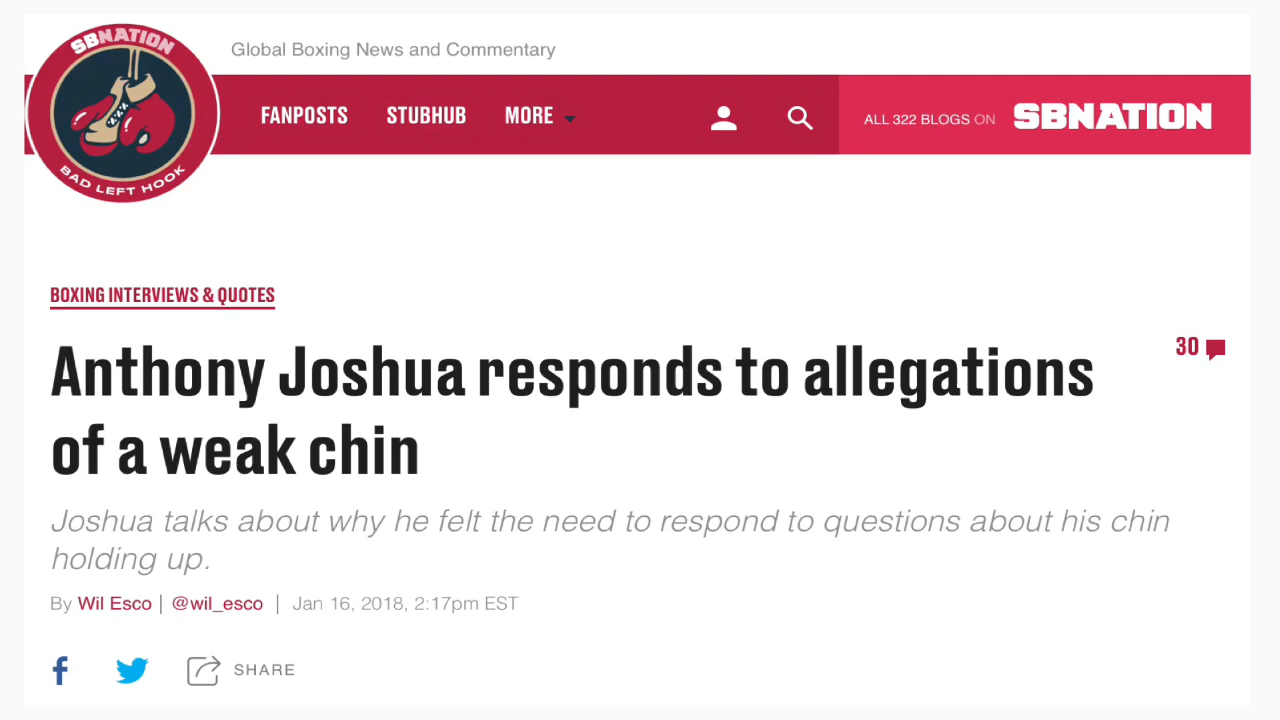 SBNATION
BAD LEFT HOOK
Global Boxing News and Commentary
FANPOSTS STUBHUB MORE
ALL 322 BLOGS ON SBNATION
BOXING INTERVIEWS & QUOTES
Anthony Joshua responds to allegations
of a weak chin
30
Joshua talks about why he felt the need to respond to questions about his chin
holding up.
By Wil Esco | @wil_esco | Jan 16, 2018, 2:17pm EST
SHARE